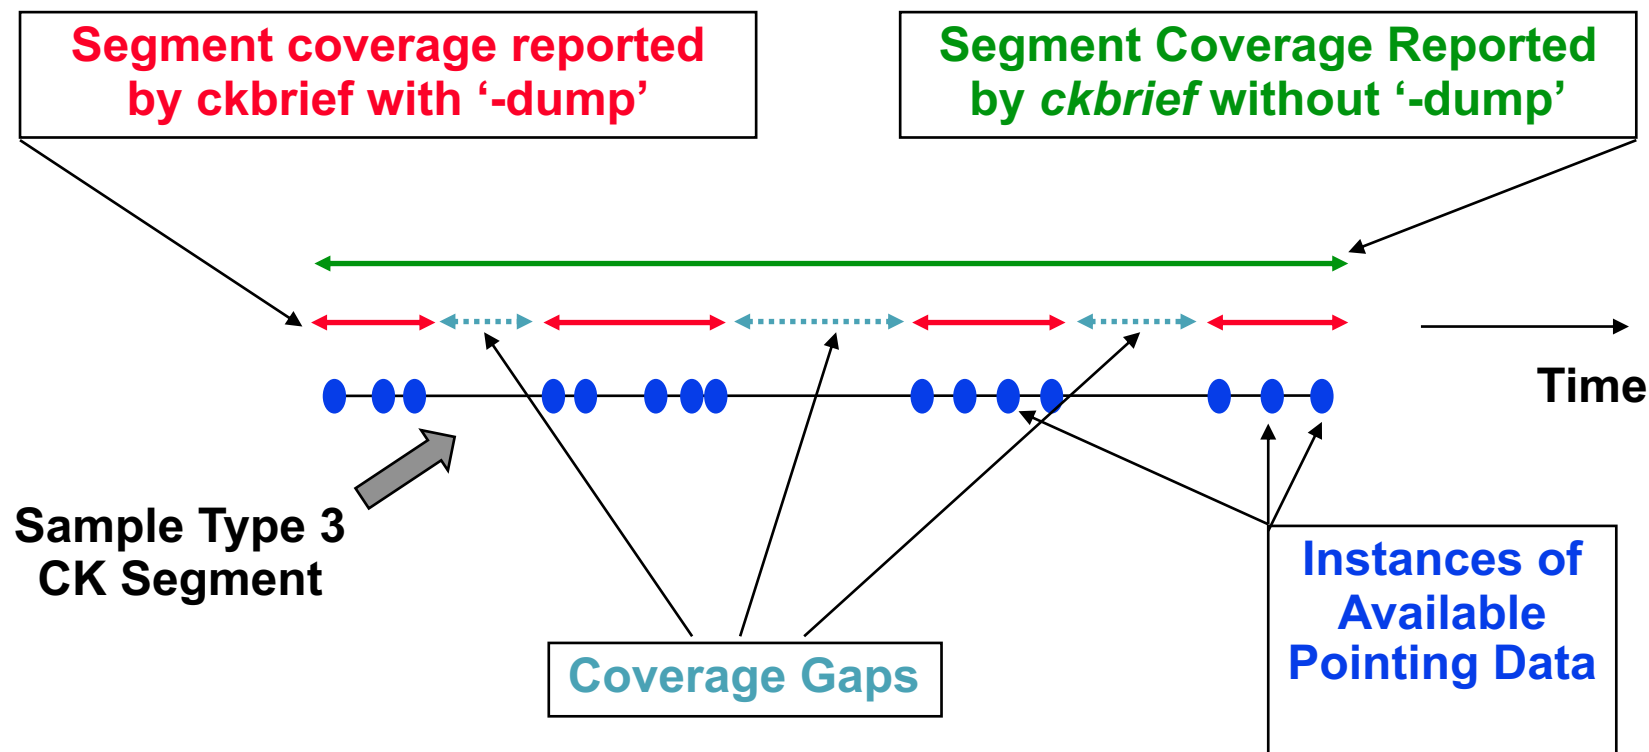 Segment coverage reported
by ckbrief with ‘-dump’
Segment Coverage Reported
by ckbrief without ‘-dump’
Time
Sample Type 3
CK Segment
Instances of
Available
Pointing Data
Coverage Gaps